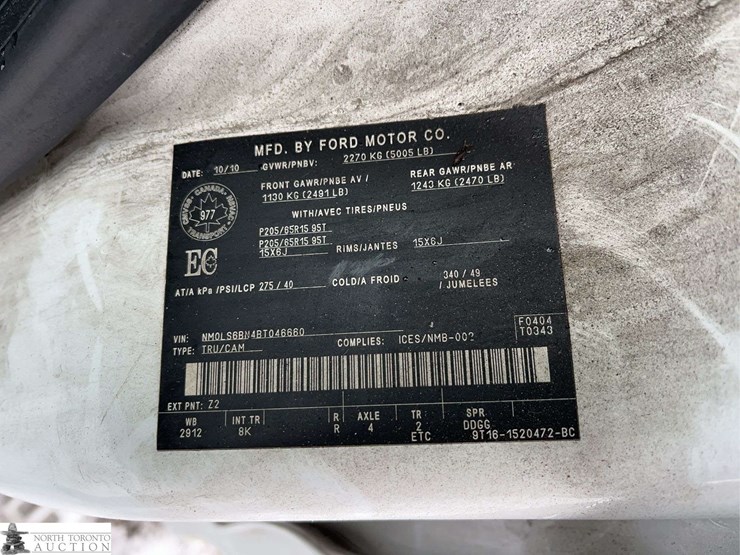 MFD. BY FORD MOTOR CO.
DATE: 10/10 GVWR/PNBV: 2270 KG (5005 LB)
FRONT GAWR/PNBE AV / REAR GAWR/PNBE AR
1130 KG (2491 LB) 1243 KG (2470 LB)
WITH/AVEC TIRES/PNEUS
CANADA
977
TRANSPORT
P205/65R15 95T
P205/65R15 95T
15X6J RIMS/JANTES 15X6J
EC
AT/A kPa /PSI/LCP 275 / 40 COLD/A FROID 340 / 49
/ JUMELEES
VIN: NM0LS6BN4BT046660
TYPE: TRU/CAM COMPLIES: ICES/NMB-002
F0404
T0343
EXT PNT: Z2
WB INT TR R AXLE TR SPR
2912 8K R 4 2 DDGG
ETC 9T16-1520472-BC
NORTH TORONTO
AUCTION